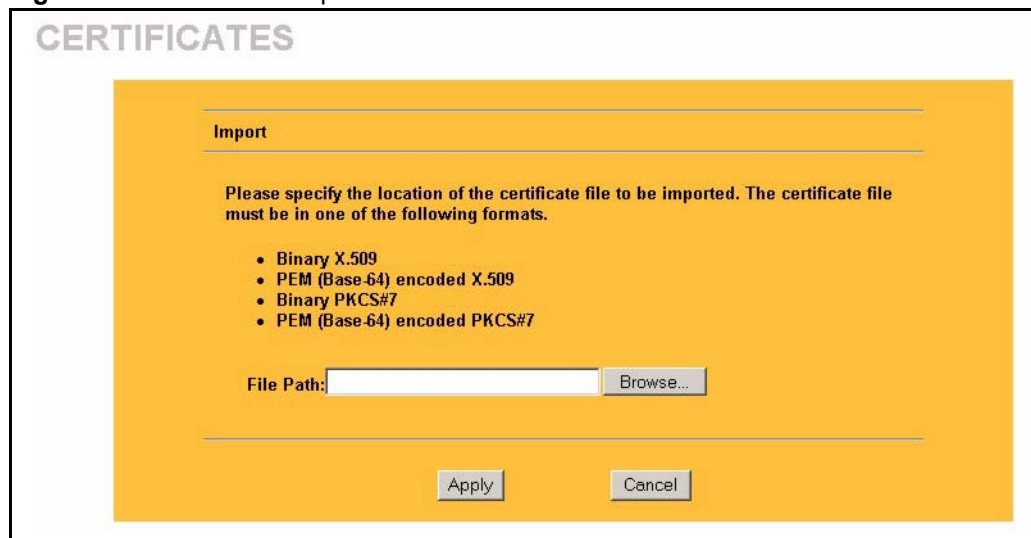 CERTIFICATES
Import
Please specify the location of the certificate file to be imported. The certificate file
must be in one of the following formats.
• Binary X.509
• PEM (Base-64) encoded X.509
• Binary PKCS#7
• PEM (Base-64) encoded PKCS#7
File Path: Browse...
Apply Cancel